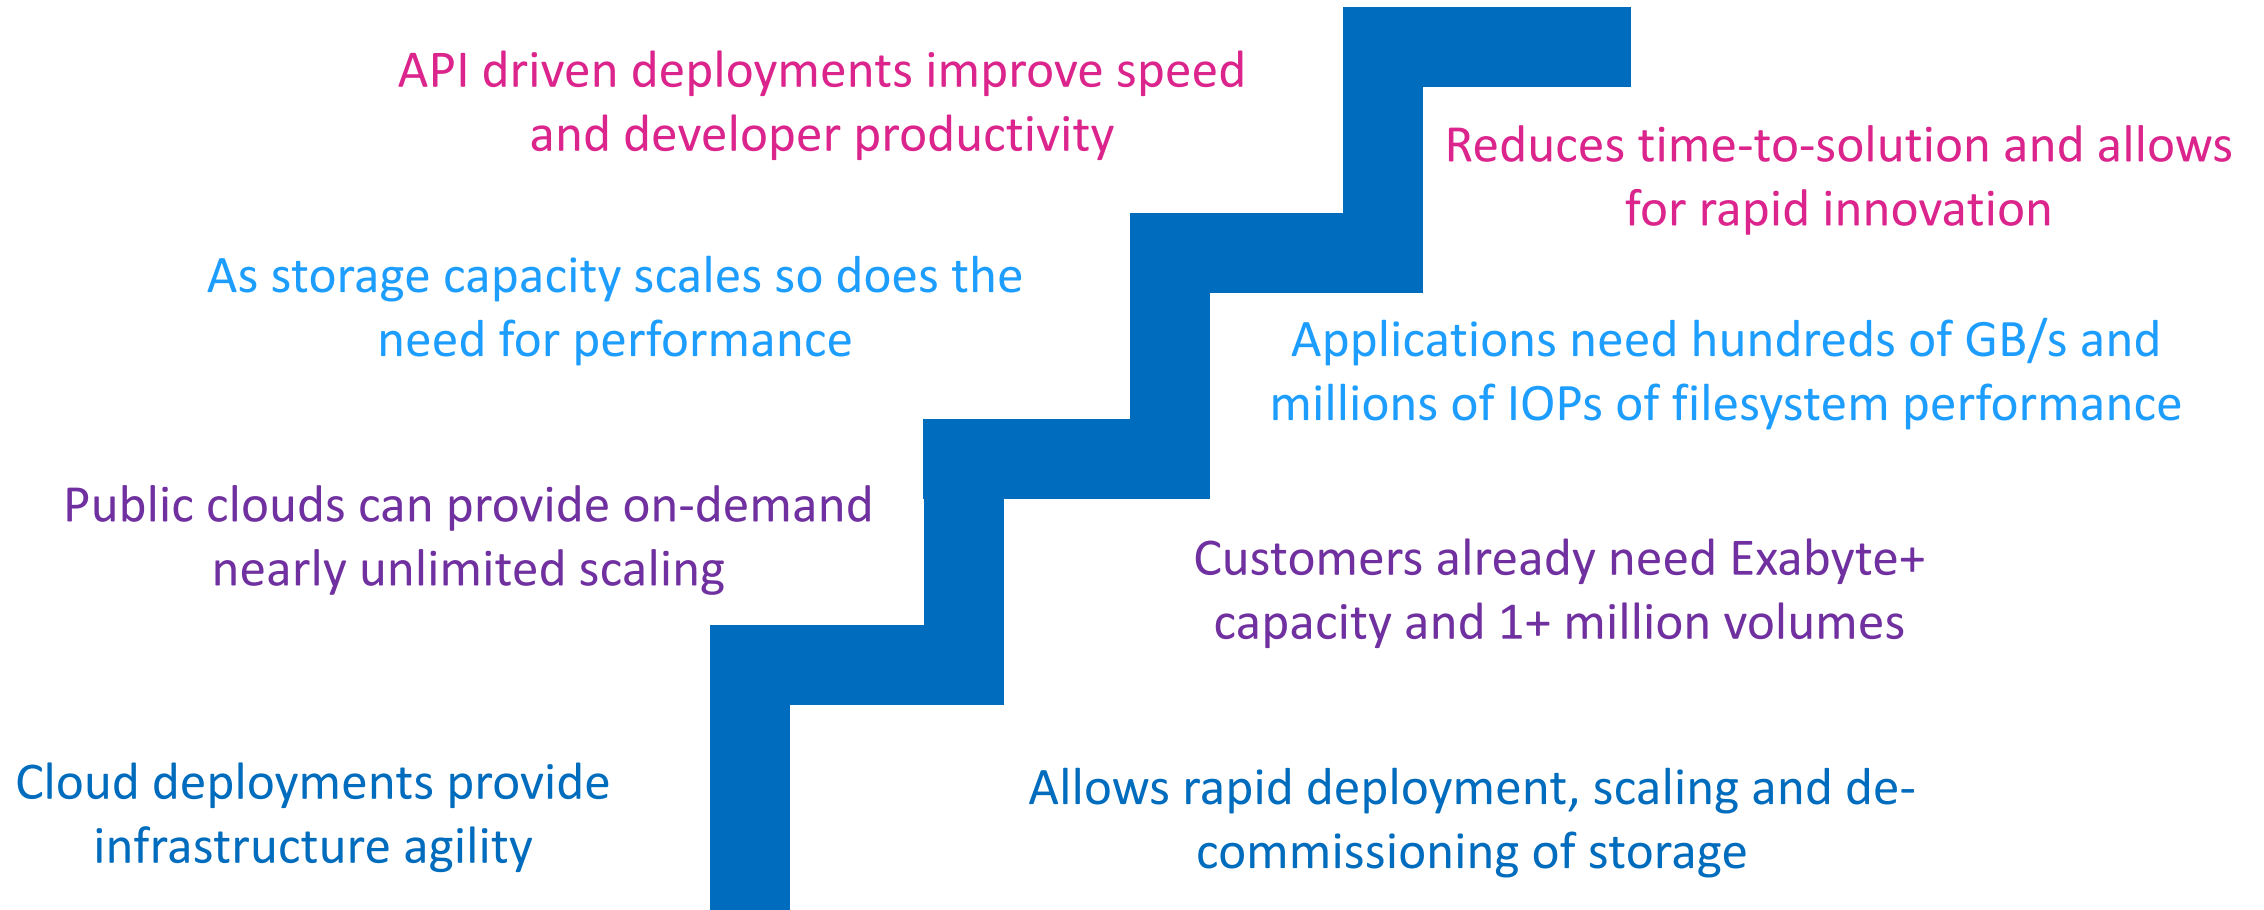 API driven deployments improve speed
and developer productivity
Reduces time-to-solution and allows
for rapid innovation
As storage capacity scales so does the
need for performance
Applications need hundreds of GB/s and
millions of IOPs of filesystem performance
Public clouds can provide on-demand
nearly unlimited scaling
Customers already need Exabyte+
capacity and 1+ million volumes
Cloud deployments provide
infrastructure agility
Allows rapid deployment, scaling and de-
commissioning of storage